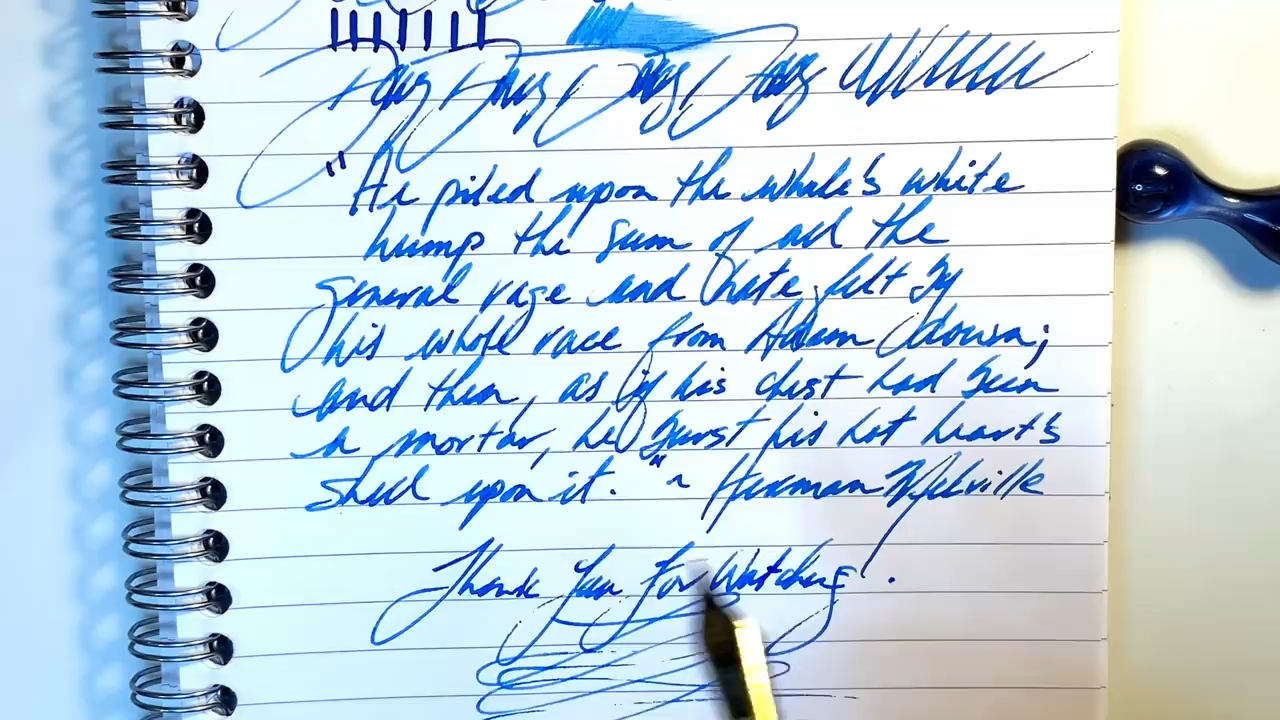 "He piled upon the whale's white
hump the sum of all the
general rage and hate felt by
his whole race from Adam down;
and then, as if his chest had been
a mortar, he burst his hot heart's
shell upon it." ~ Herman Melville
Thank You For Watching.